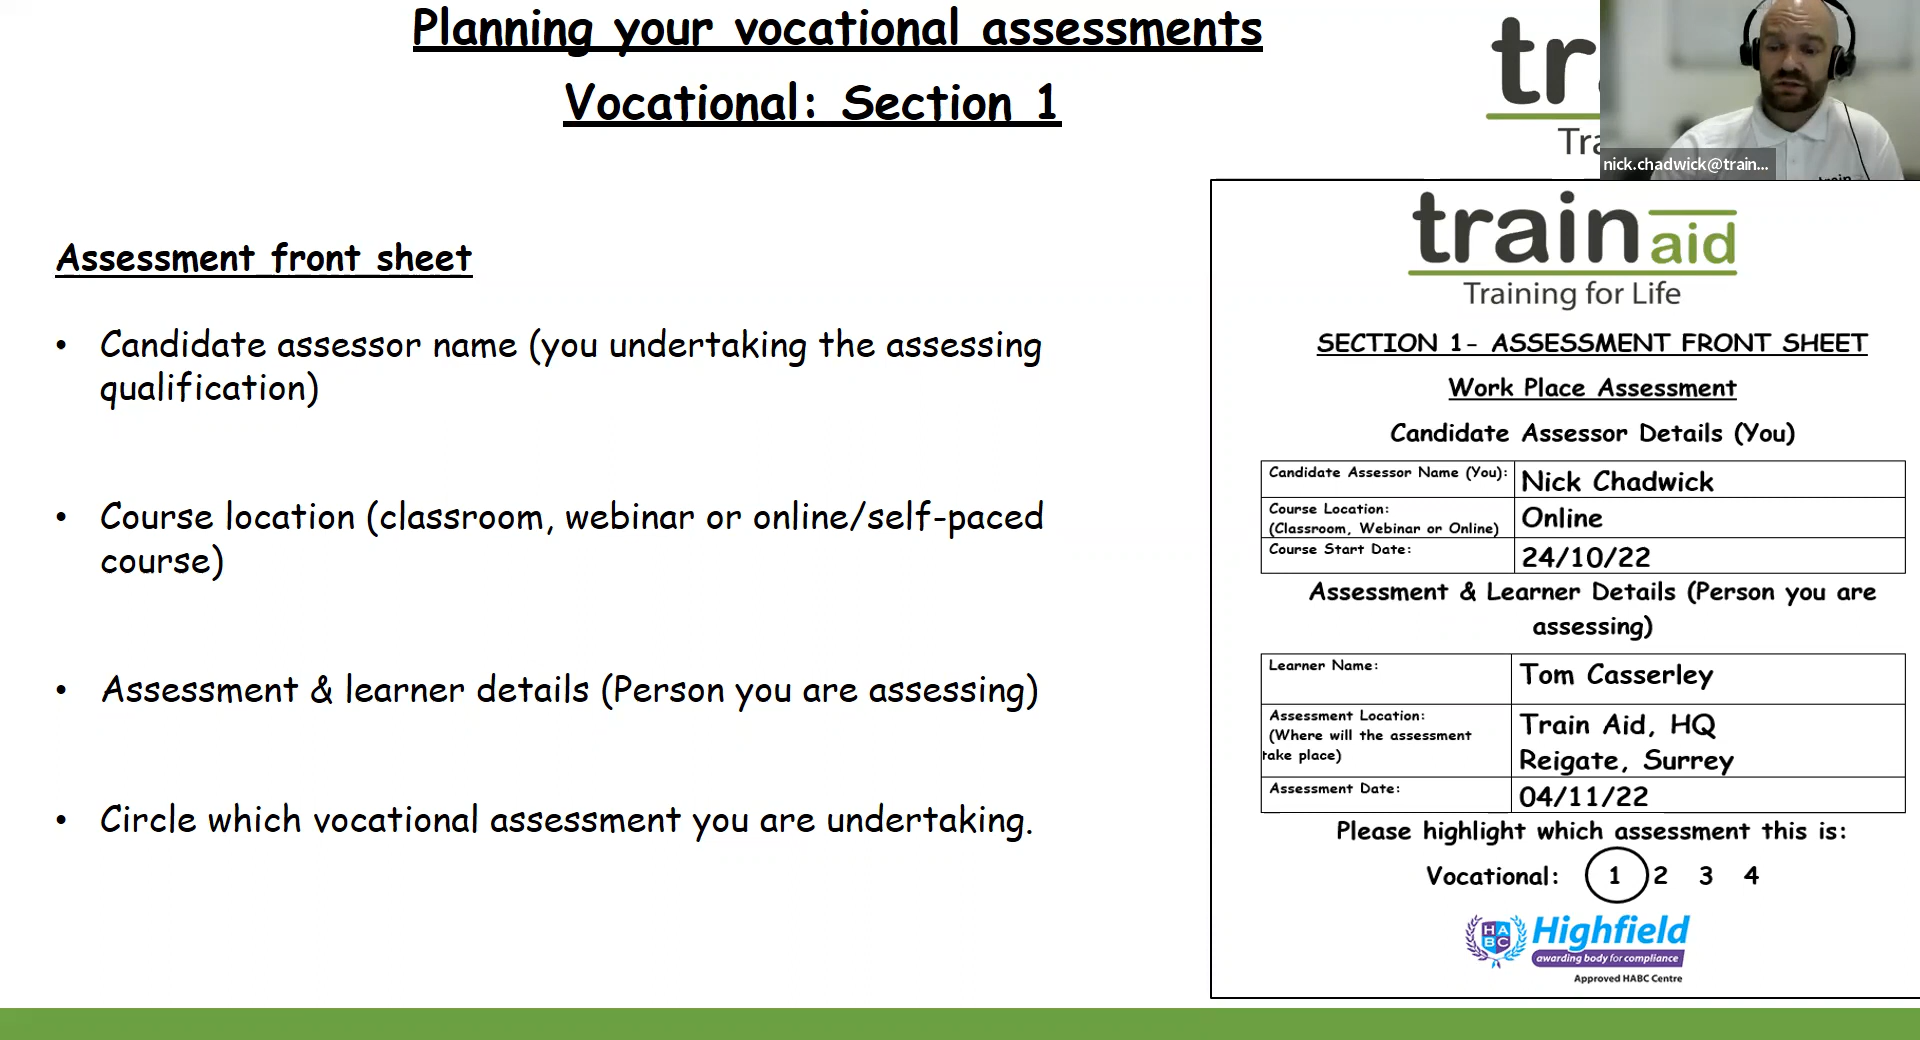 Planning your vocational assessments
Vocational: Section 1
Assessment front sheet
• Candidate assessor name (you undertaking the assessing
qualification)
• Course location (classroom, webinar or online/self-paced
course)
• Assessment & learner details (Person you are assessing)
• Circle which vocational assessment you are undertaking.
tr
Tra
nick.chadwick@train...
train
train aid
Training for Life
SECTION 1- ASSESSMENT FRONT SHEET
Work Place Assessment
Candidate Assessor Details (You)
Candidate Assessor Name (You): Nick Chadwick
Course Location:
(Classroom, Webinar or Online) Online
Course Start Date: 24/10/22
Assessment & Learner Details (Person you are
assessing)
Learner Name: Tom Casserley
Assessment Location:
(Where will the assessment
take place)
Train Aid, HQ
Reigate, Surrey
Assessment Date: 04/11/22
Please highlight which assessment this is:
Vocational: 1 2 3 4
HABC
Highfield
awarding body for compliance
Approved HABC Centre